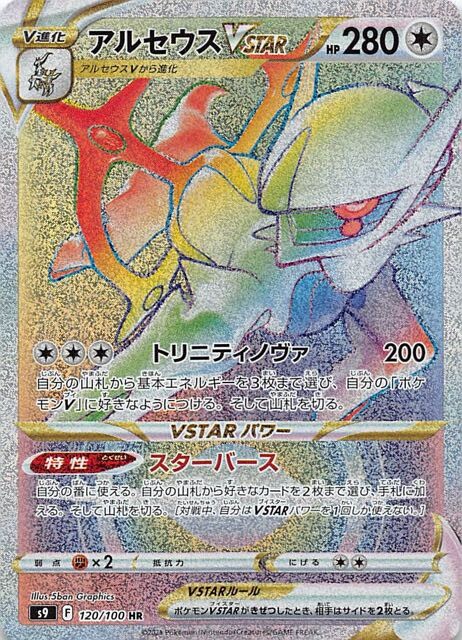 V進化 アルセウスVSTAR HP280
アルセウスVから進化
トリニティノヴァ 200
自分の山札から基本エネルギーを3枚まで選び、自分の「ポケ
モンV」に好きなようにつける。そして山札を切る。
VSTARパワー
特性 とくせい スターバース
自分の番に使える。自分の山札から好きなカードを2枚まで選び、手札に加
える。そして山札を切る。[対戦中、自分はVSTARパワーを1回しか使えない。]
弱点 ×2 抵抗力 にげる
Illus.5ban Graphics
VSTARルール
s9 F 120/100 HR
ポケモンVSTARがきぜつしたとき、相手はサイドを2枚とる。
©2021 Pokémon/Nintendo/Creatures/GAME FREAK.